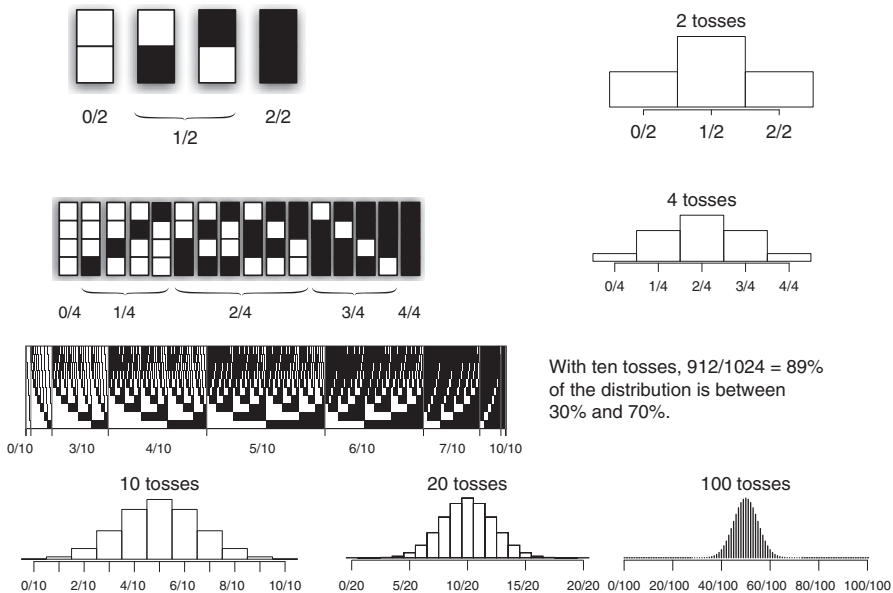 2 tosses
0/2 1/2 2/2
0/2 1/2 2/2
4 tosses
0/4 1/4 2/4 3/4 4/4
0/4 1/4 2/4 3/4 4/4
With ten tosses, 912/1024 = 89%
of the distribution is between
30% and 70%.
0/10 3/10 4/10 5/10 6/10 7/10 10/10
10 tosses
0/10 2/10 4/10 6/10 8/10 10/10
20 tosses
0/20 5/20 10/20 15/20 20/20
100 tosses
0/100 20/100 40/100 60/100 80/100 100/100